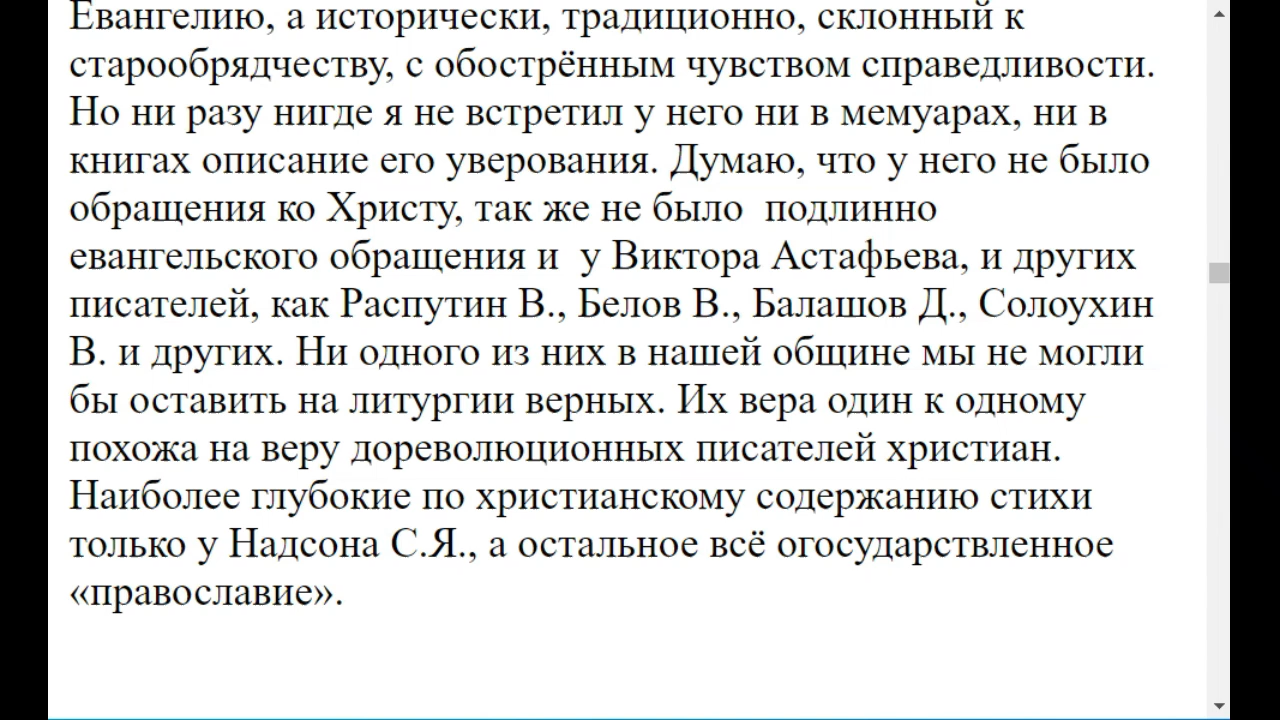 Евангелию, а исторически, традиционно, склонный к
старообрядчеству, с обострённым чувством справедливости.
Но ни разу нигде я не встретил у него ни в мемуарах, ни в
книгах описание его уверования. Думаю, что у него не было
обращения ко Христу, так же не было  подлинно
евангельского обращения и  у Виктора Астафьева, и других
писателей, как Распутин В., Белов В., Балашов Д., Солоухин
В. и других. Ни одного из них в нашей общине мы не могли
бы оставить на литургии верных. Их вера один к одному
похожа на веру дореволюционных писателей христиан.
Наиболее глубокие по христианскому содержанию стихи
только у Надсона С.Я., а остальное всё огосударствленное
«православие».